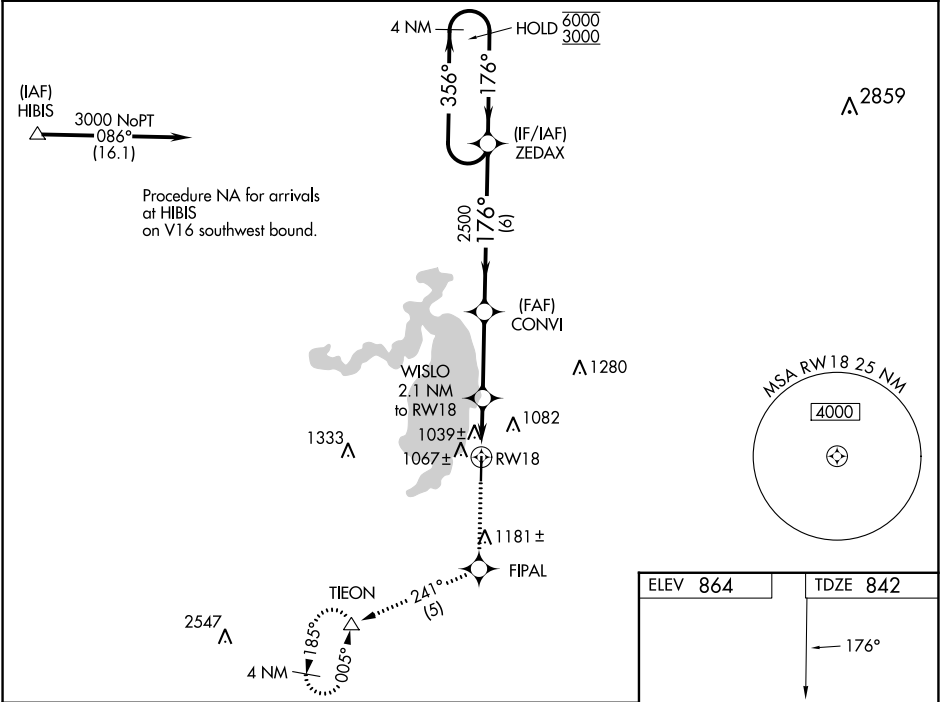 4 NM
HOLD 6000
3000
356°
176°
(IAF)
HIBIS
3000 NoPT
086°
(16.1)
2859
(IF/IAF)
ZEDAX
Procedure NA for arrivals
at HIBIS
on V16 southwest bound.
2500
176°
(6)
(FAF)
CONVI
WISLO
2.1 NM
to RW18
1280
MSA RW18 25 NM
4000
1082
1039±
1333
1067±
RW18
1181±
FIPAL
241°
(5)
TIEON
2547
185°
005°
4 NM
ELEV 864
TDZE 842
176°